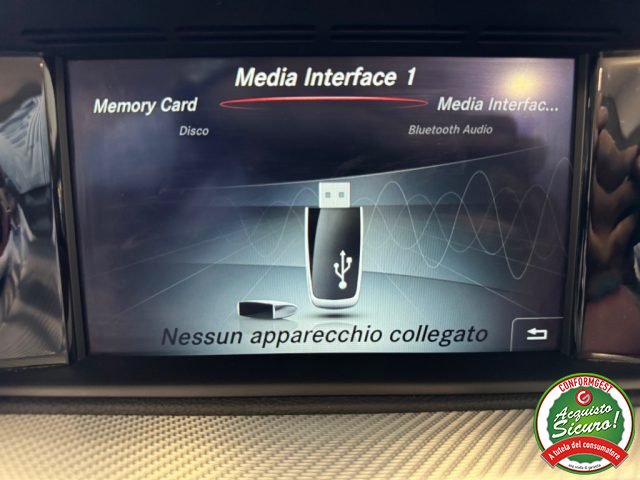 Media Interface 1
Memory Card
Media Interfac...
Disco
Bluetooth Audio
Nessun apparecchio collegato
CONFORMGEST
Acquisto
Sicuro!
A tutela del consumatore